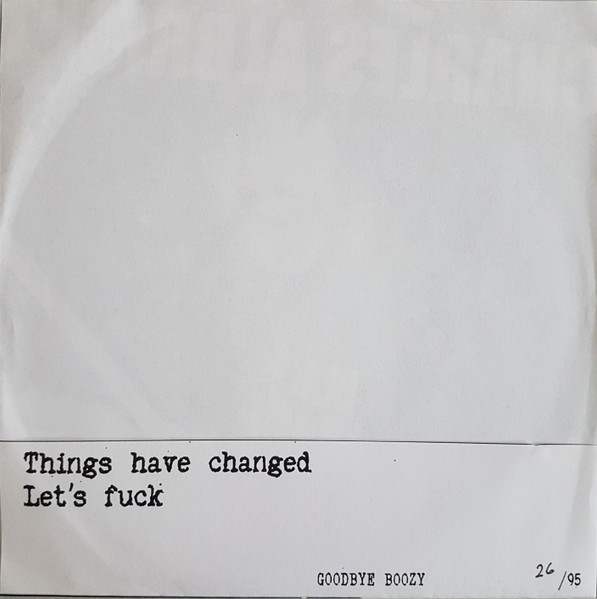 Things have changed
Let's fuck
GOODBYE BOOZY
26/95